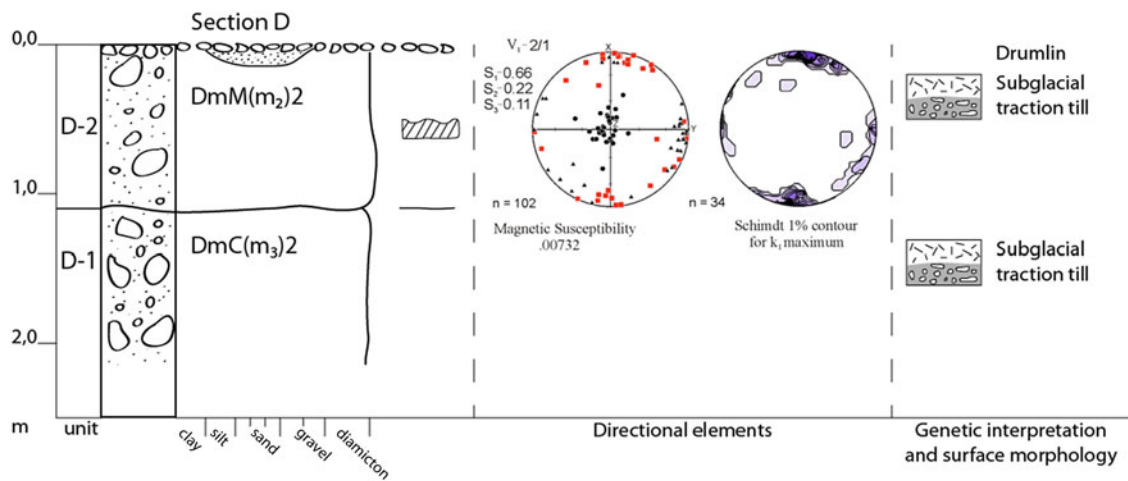 Section D
0,0
D-2
1,0
D-1
2,0
m
unit
DmM(m₂)2
DmC(m₃)2
clay
silt
sand
gravel
diamicton
V₁- 2/1
S₁-0.66
S₂-0.22
S₃-0.11
X
Y
n = 102
Magnetic Susceptibility
.00732
n = 34
Schimdt 1% contour
for k₁ maximum
Directional elements
Drumlin
Subglacial
traction till
Subglacial
traction till
Genetic interpretation
and surface morphology